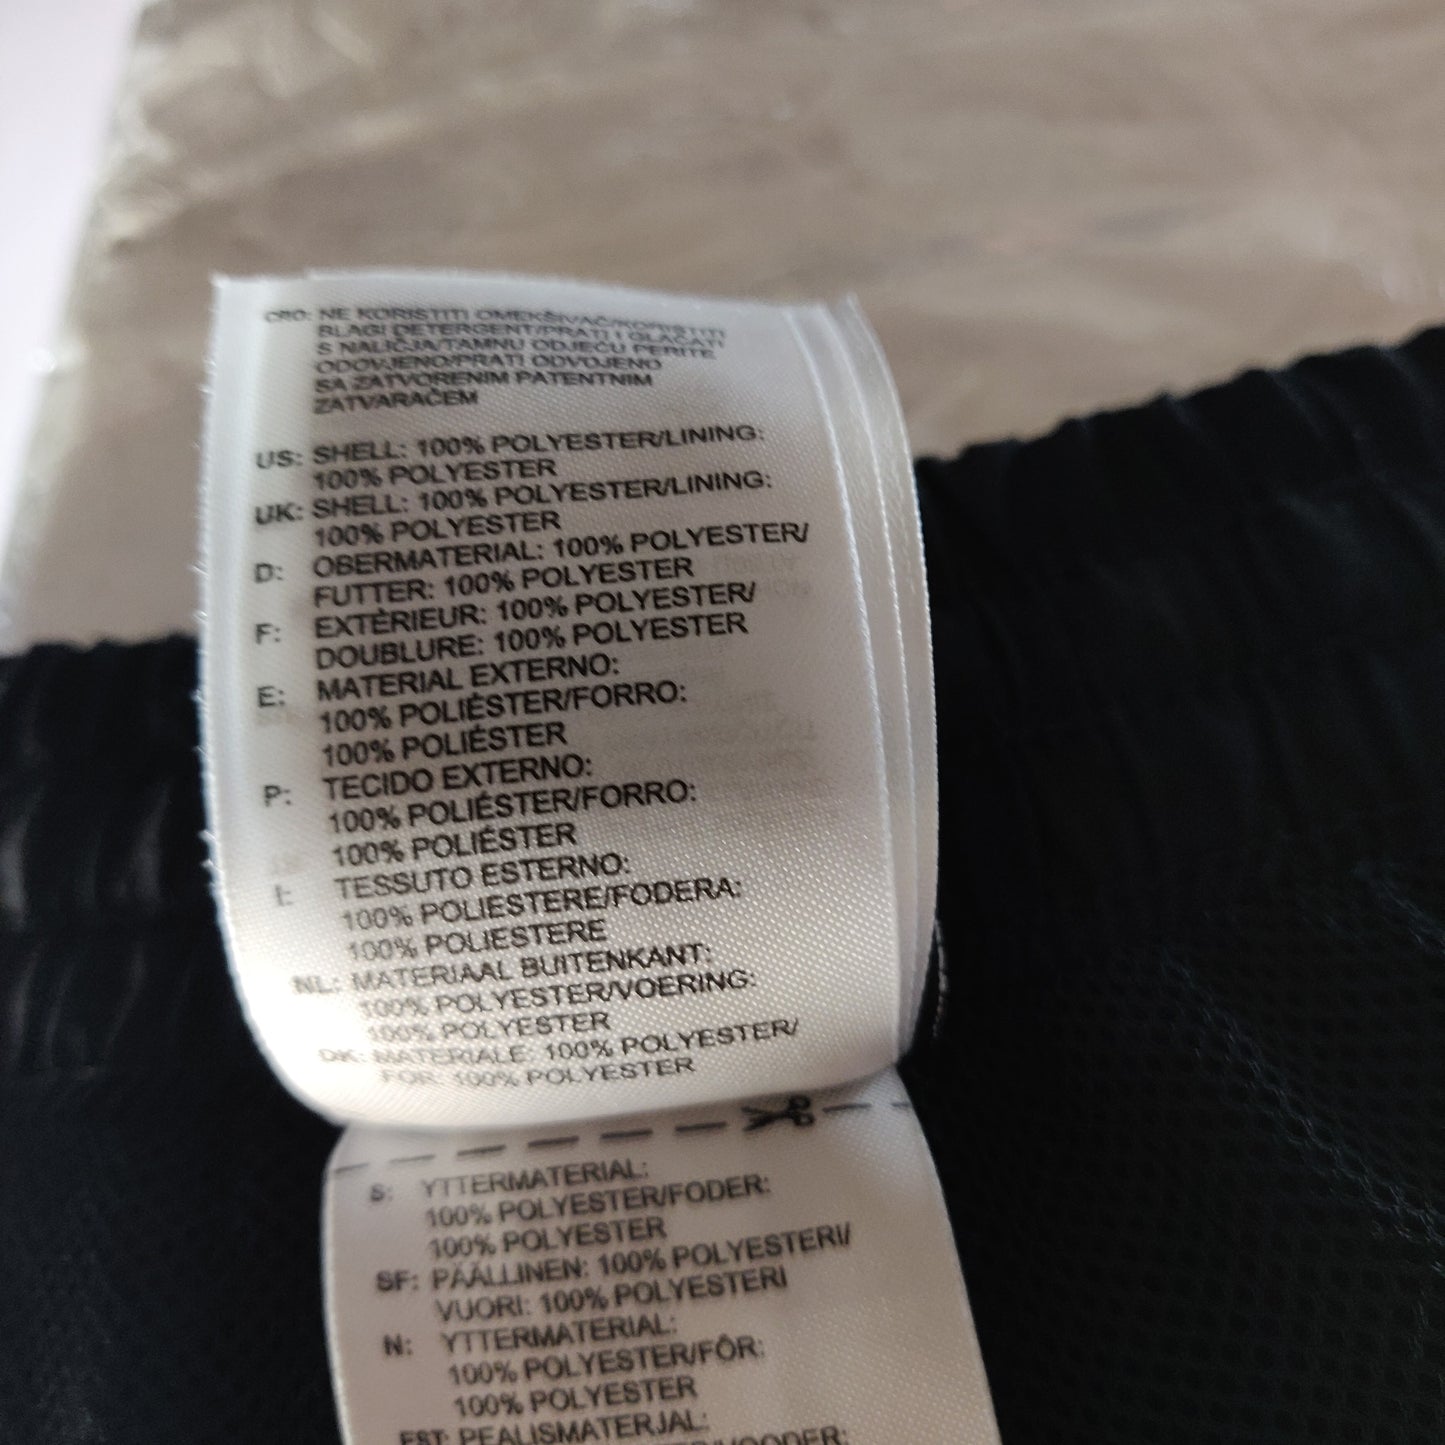 CRO: NE KORISTITI OMEKŠIVAČ/KORISTITI
BLAGI DETERGENT/PRATI I GLAČATI
S NALIČJA/TAMNU ODJEĆU PERITE
ODOVJENO/PRATI ODVOJENO
SA ZATVORENIM PATENTNIM
ZATVARAČEM
US: SHELL: 100% POLYESTER/LINING:
100% POLYESTER
UK: SHELL: 100% POLYESTER/LINING:
100% POLYESTER
D: OBERMATERIAL: 100% POLYESTER/
FUTTER: 100% POLYESTER
F: EXTÉRIEUR: 100% POLYESTER/
DOUBLURE: 100% POLYESTER
E: MATERIAL EXTERNO:
100% POLIÉSTER/FORRO:
100% POLIÉSTER
P: TECIDO EXTERNO:
100% POLIÉSTER/FORRO:
100% POLIÉSTER
I: TESSUTO ESTERNO:
100% POLIESTERE/FODERA:
100% POLIESTERE
NL: MATERIAAL BUITENKANT:
100% POLYESTER/VOERING:
100% POLYESTER
DK: MATERIALE: 100% POLYESTER/
FOR: 100% POLYESTER
S: YTTERMATERIAL:
100% POLYESTER/FODER:
100% POLYESTER
SF: PÄÄLLINEN: 100% POLYESTERI/
VUORI: 100% POLYESTERI
N: YTTERMATERIAL:
100% POLYESTER/FÔR:
100% POLYESTER
EST: PEALISMATERJAL: